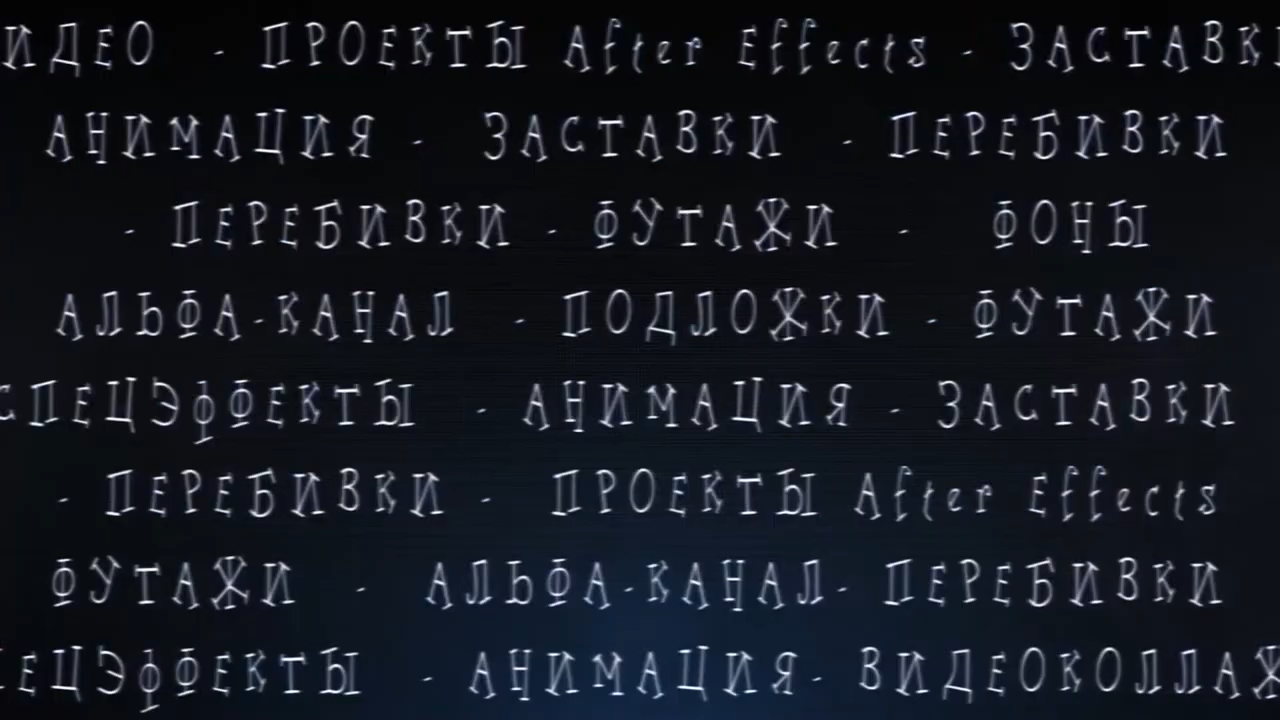 ИДЕО - ПРОЕКТЫ After Effects - ЗАСТАВК
АНИМАЦИЯ - ЗАСТАВКИ - ПЕРЕБИВКИ
- ПЕРЕБИВКИ - ФУТАЖИ - ФОНЫ
АЛЬФА-КАНАЛ - ПОДЛОЖКИ - ФУТАЖИ
СПЕЦЭФФЕКТЫ - АНИМАЦИЯ - ЗАСТАВКИ
- ПЕРЕБИВКИ - ПРОЕКТЫ After Effects
ФУТАЖИ - АЛЬФА-КАНАЛ- ПЕРЕБИВКИ
ЕЦЭФФЕКТЫ - АНИМАЦИЯ- ВИДЕОКОЛЛАЖ